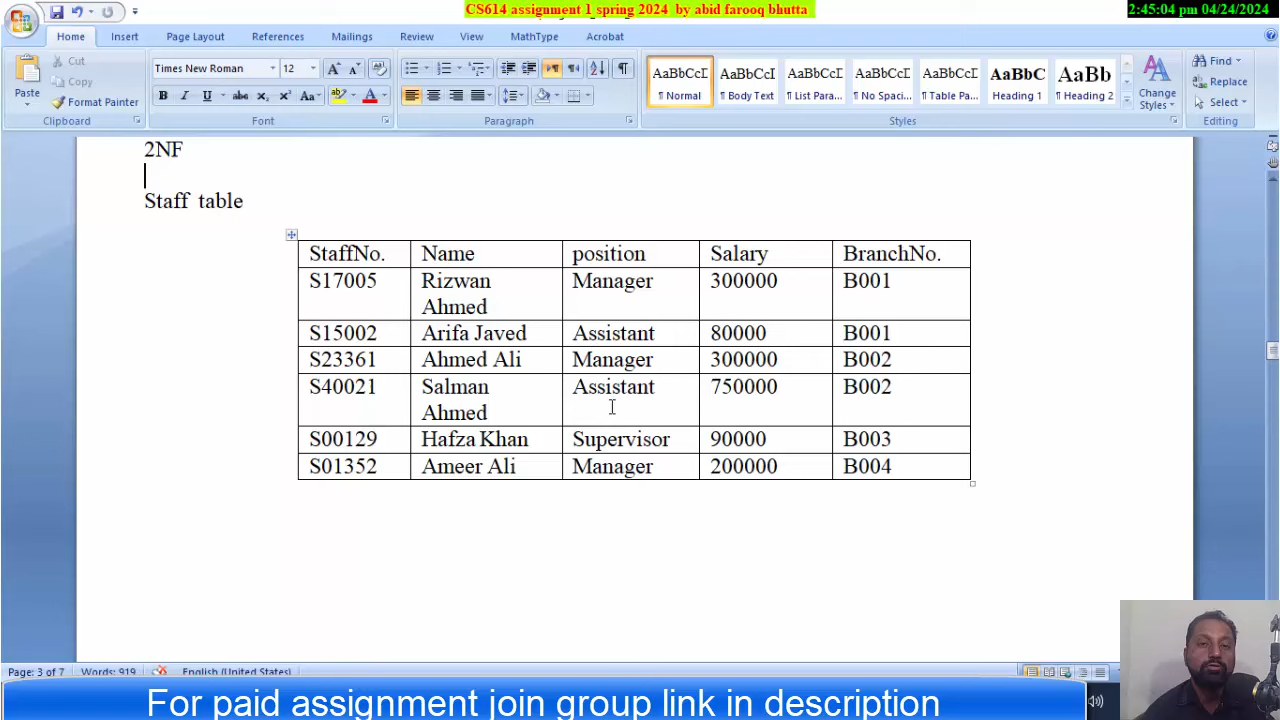 CS614 assignment 1 spring 2024 by abid farooq bhutta
2:45:04 pm 04/24/2024
Home Insert Page Layout References Mailings Review View MathType Acrobat
Paste
Cut
Copy
Format Painter
Clipboard
Times New Roman 12
Font
Paragraph
AaBbCcI AaBbCcI AaBbCcI AaBbCcI AaBbCcI AaBbC AaBb
¶ Normal ¶ Body Text ¶ List Para... ¶ No Spaci... ¶ Table Pa... Heading 1 ¶ Heading 2
Styles
Change Styles
Find
Replace
Select
Editing
2NF
Staff table
StaffNo. Name position Salary BranchNo.
S17005 Rizwan Manager 300000 B001
Ahmed
S15002 Arifa Javed Assistant 80000 B001
S23361 Ahmed Ali Manager 300000 B002
S40021 Salman Assistant 750000 B002
Ahmed
S00129 Hafza Khan Supervisor 90000 B003
S01352 Ameer Ali Manager 200000 B004
Page: 3 of 7 Words: 919 English (United States)
For paid assignment join group link in description